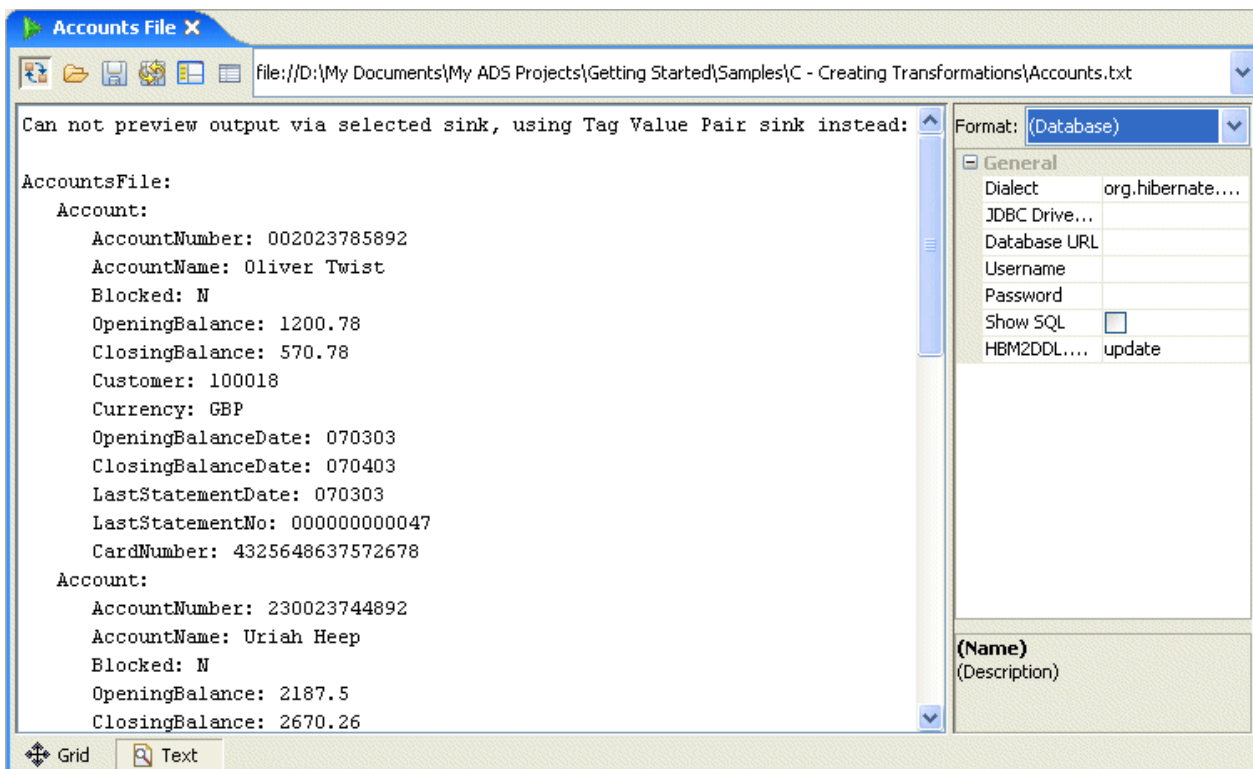 Accounts File
file://D:\My Documents\My ADS Projects\Getting Started\Samples\C - Creating Transformations\Accounts.txt
Can not preview output via selected sink, using Tag Value Pair sink instead:
AccountsFile:
Account:
AccountNumber: 002023785892
AccountName: Oliver Twist
Blocked: N
OpeningBalance: 1200.78
ClosingBalance: 570.78
Customer: 100018
Currency: GBP
OpeningBalanceDate: 070303
ClosingBalanceDate: 070403
LastStatementDate: 070303
LastStatementNo: 000000000047
CardNumber: 4325648637572678
Account:
AccountNumber: 230023744892
AccountName: Uriah Heep
Blocked: N
OpeningBalance: 2187.5
ClosingBalance: 2670.26
Format: (Database)
General
Dialect org.hibernate....
JDBC Drive...
Database URL
Username
Password
Show SQL
HBM2DDL.... update
(Name)
(Description)
Grid Text